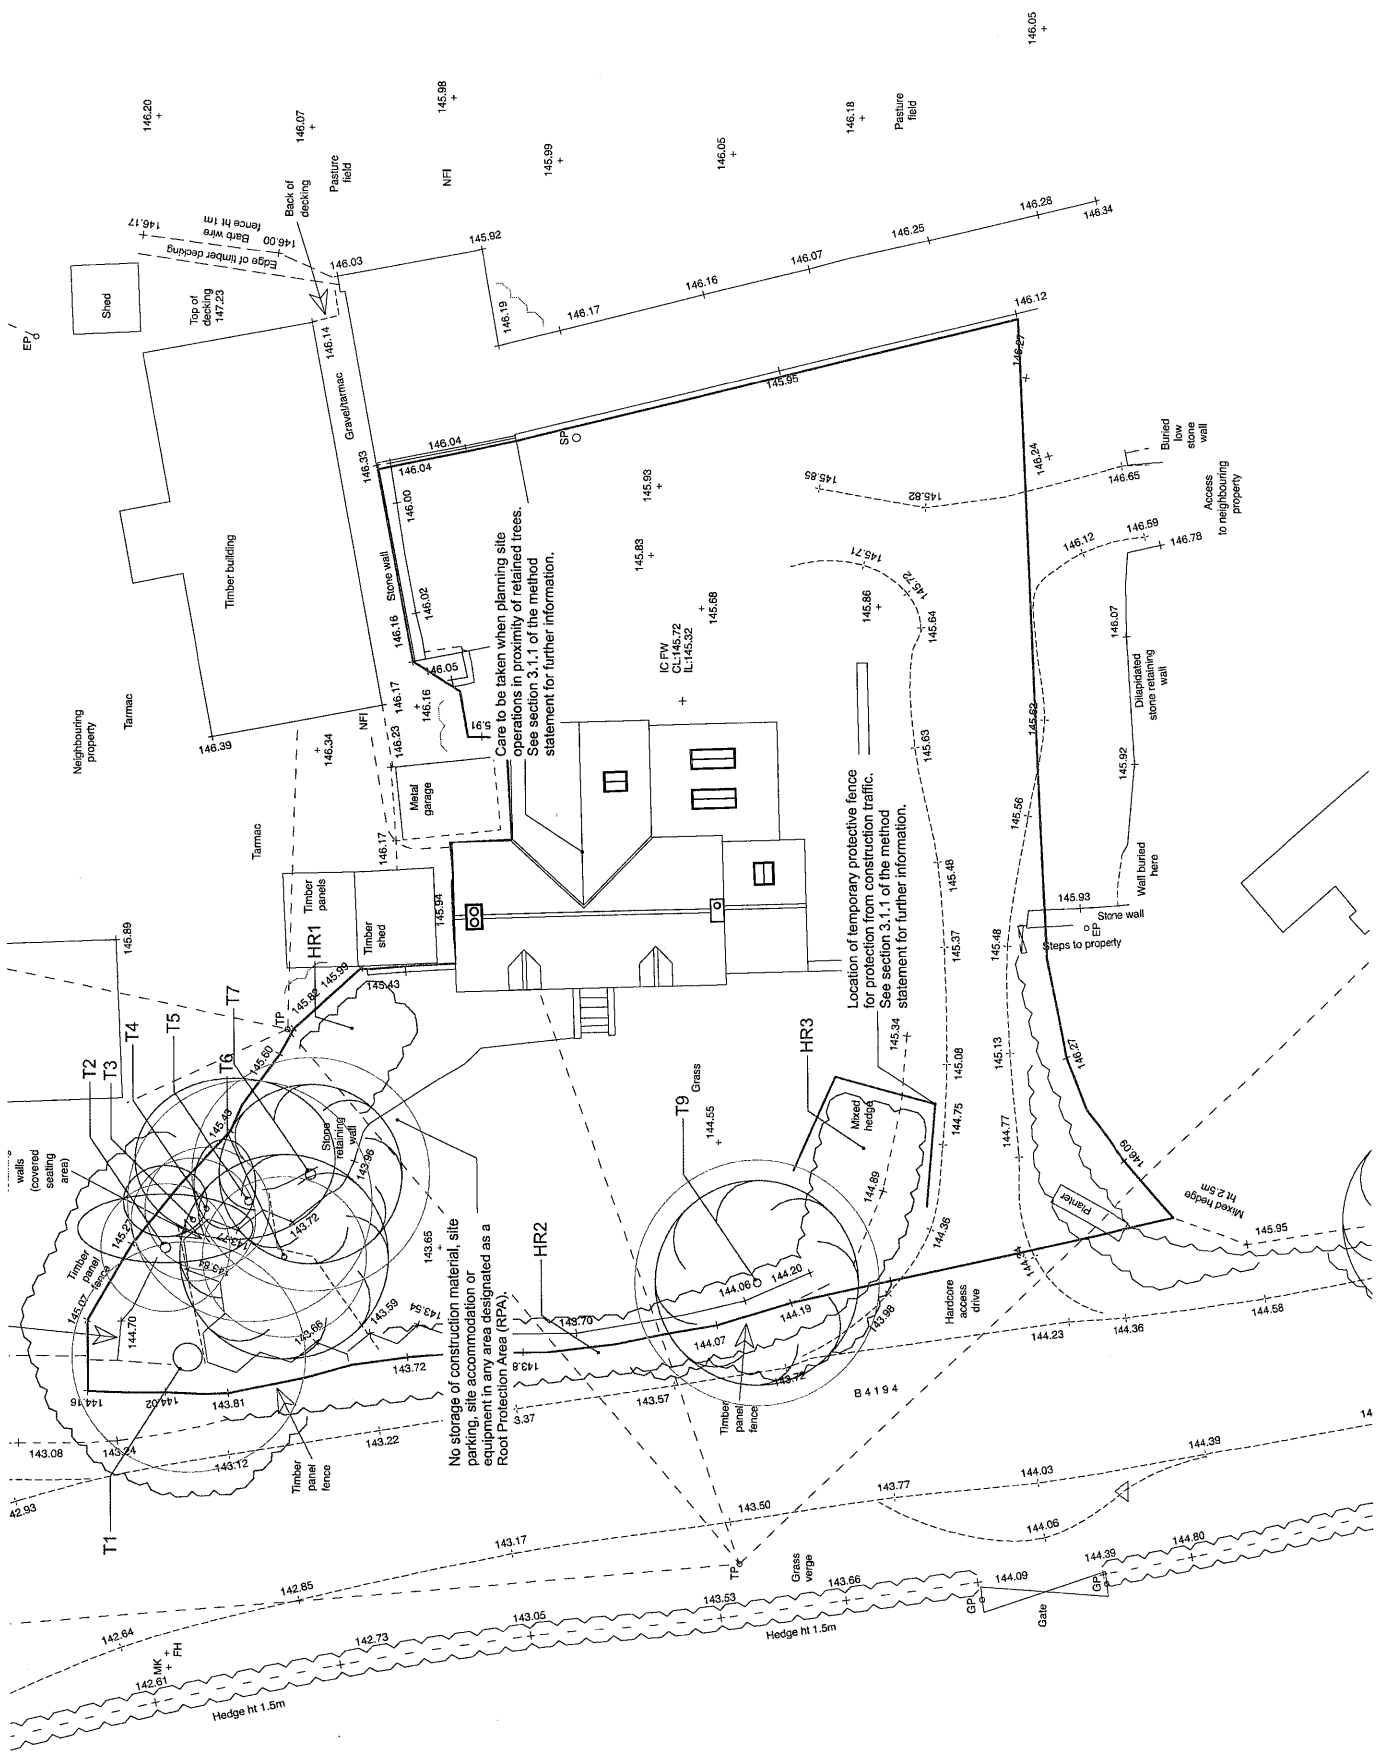 146.05
146.20
146.07
145.98
145.99
146.05
146.18
Pasture
field
Pasture
field
NFI
Back of
decking
146.17
Barb wire
fence ht 1m
146.00
Edge of timber decking
Shed
Top of
decking
147.23
EP
146.03
145.92
146.19
146.17
146.16
146.07
146.25
146.28
146.34
146.14
Gravel/tarmac
146.33
146.04
146.04
146.00
145.95
146.12
146.27
SP
Timber building
Stone wall
146.02
146.16
146.05
145.93
145.83
145.68
145.85
145.82
146.24
146.65
Buried
low
stone
wall
Access
to neighbouring
property
146.59
146.12
146.78
145.71
145.72
145.86
145.64
146.07
Dilapidated
stone retaining
wall
Care to be taken when planning site
operations in proximity of retained trees.
See section 3.1.1 of the method
statement for further information.
IC FW
CL:145.72
IL:145.32
Neighbouring
property
Tarmac
146.39
NFI
146.34
146.17
146.16
146.23
5.91
Metal
garage
146.17
Tarmac
145.62
145.63
145.92
145.56
Location of temporary protective fence
for protection from construction traffic.
See section 3.1.1 of the method
statement for further information.
145.48
Wall buried
here
145.93
Stone wall
EP
Steps to property
145.48
145.37
Timber
panels
Timber
shed
145.94
145.89
HR1
145.99
145.82
145.43
TP
T7
T5
T4
T3
T2
T6
145.60
145.43
walls
(covered
seating
area)
Stone
retaining
wall
143.96
143.72
143.77
143.81
145.27
Timber
panel
fence
145.07
144.70
143.66
143.59
143.54
143.65
No storage of construction material, site
parking, site accommodation or
equipment in any area designated as a
Root Protection Area (RPA).
HR2
T9
Grass
144.55
HR3
Mixed
hedge
145.34
145.08
144.75
144.89
144.36
145.13
144.77
146.27
146.09
Mixed hedge
ht 2.5m
Planter
145.95
Hardcore
access
drive
144.58
144.36
144.23
144.06
144.20
144.19
144.07
143.98
143.72
143.70
143.8
143.72
144.16
144.02
143.81
Timber
panel
fence
Timber
panel
fence
B4194
143.57
3.37
143.22
143.12
143.24
143.08
42.93
T1
144.39
14
144.03
143.77
143.50
143.17
142.85
142.64
144.06
TP
Grass
verge
144.80
144.39
GP
144.09
GP
Gate
143.66
143.53
143.05
142.73
142.61
MK
FH
Hedge ht 1.5m
Hedge ht 1.5m